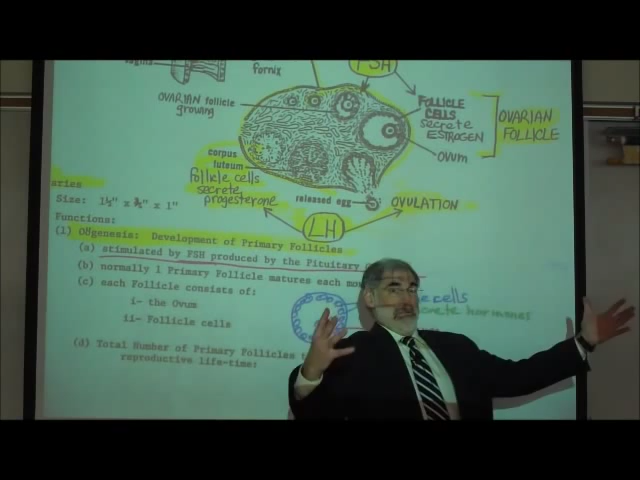 vagina
fornix
FSH
OVARIAN follicle
growing
FOLLICLE
CELLS
secrete
ESTROGEN
OVARIAN
FOLLICLE
OVUM
corpus
luteum
Follicle cells
secrete
progesterone
released egg
OVULATION
LH
aries
Size: 1½" x ¾" x 1"
Functions:
(1) OOgenesis: Development of Primary Follicles
(a) stimulated by FSH produced by the Pituitary
(b) normally 1 Primary Follicle matures each mo
(c) each Follicle consists of:
i- the Ovum
ii- Follicle cells
cells
secrete hormones
(d) Total Number of Primary Follicles
reproductive life-time: